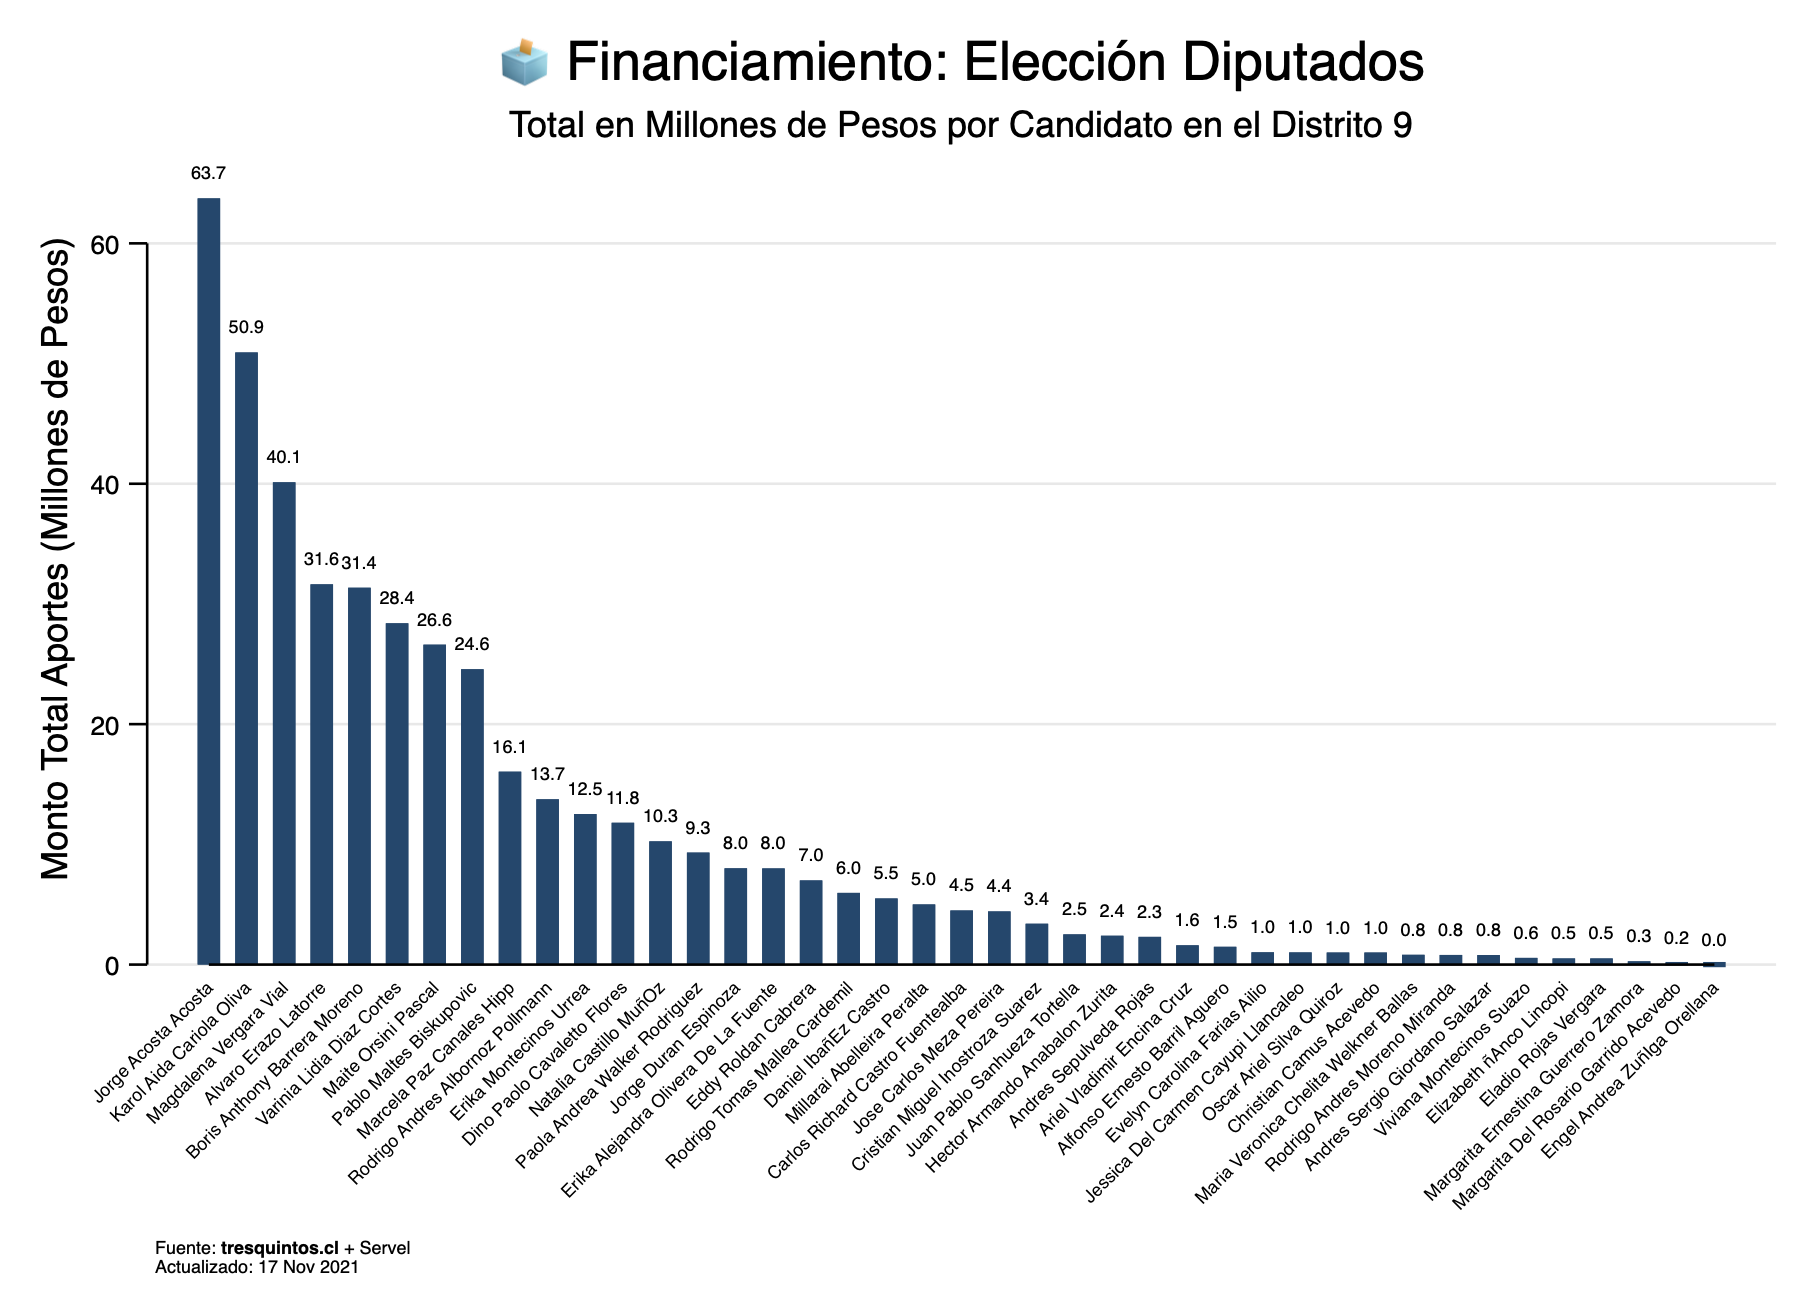 Financiamiento: Elección Diputados
Total en Millones de Pesos por Candidato en el Distrito 9
Monto Total Aportes (Millones de Pesos)
60
40
20
0
63.7
50.9
40.1
31.6
31.4
28.4
26.6
24.6
16.1
13.7
12.5
11.8
10.3
9.3
8.0
8.0
7.0
6.0
5.5
5.0
4.5
4.4
3.4
2.5
2.4
2.3
1.6
1.5
1.0
1.0
1.0
1.0
0.8
0.8
0.8
0.6
0.5
0.5
0.3
0.2
0.0
Jorge Acosta Acosta
Karol Aida Cariola Oliva
Magdalena Vergara Vial
Alvaro Erazo Latorre
Boris Anthony Barrera Moreno
Varinia Lidia Diaz Cortes
Maite Orsini Pascal
Pablo Maltes Biskupovic
Marcela Paz Canales Hipp
Rodrigo Andres Albornoz Pollmann
Erika Montecinos Urrea
Dino Paolo Cavaletto Flores
Natalia Castillo MuñOz
Paola Andrea Walker Rodriguez
Jorge Duran Espinoza
Erika Alejandra Olivera De La Fuente
Eddy Roldan Cabrera
Rodrigo Tomas Mallea Cardemil
Daniel IbañEz Castro
Millarai Abelleira Peralta
Carlos Richard Castro Fuentealba
Jose Carlos Meza Pereira
Cristian Miguel Inostroza Suarez
Juan Pablo Sanhueza Tortella
Hector Armando Anabalon Zurita
Andres Sepulveda Rojas
Ariel Vladimir Encina Cruz
Alfonso Ernesto Barril Aguero
Evelyn Carolina Farias Alilo
Jessica Del Carmen Cayupi Llancaleo
Oscar Ariel Silva Quiroz
Christian Camus Acevedo
Maria Veronica Chelita Welkner Ballas
Rodrigo Andres Moreno Miranda
Andres Sergio Giordano Salazar
Viviana Montecinos Suazo
Elizabeth ñAnco Lincopi
Eladio Rojas Vergara
Margarita Ernestina Guerrero Zamora
Margarita Del Rosario Garrido Acevedo
Engel Andrea ZuñIga Orellana
Fuente: tresquintos.cl + Servel
Actualizado: 17 Nov 2021